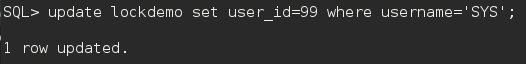 SQL> update lockdemo set user_id=99 where username='SYS';
1 row updated.